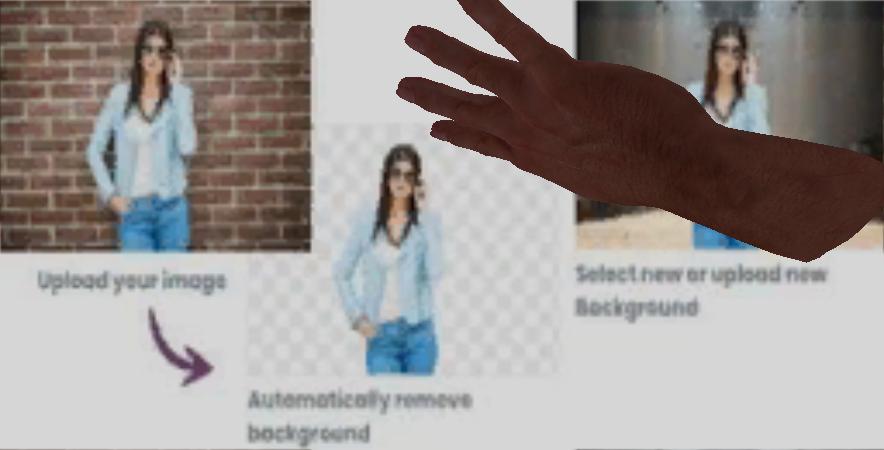 Upload your image
Select new or upload new
Background
Automatically remove
background